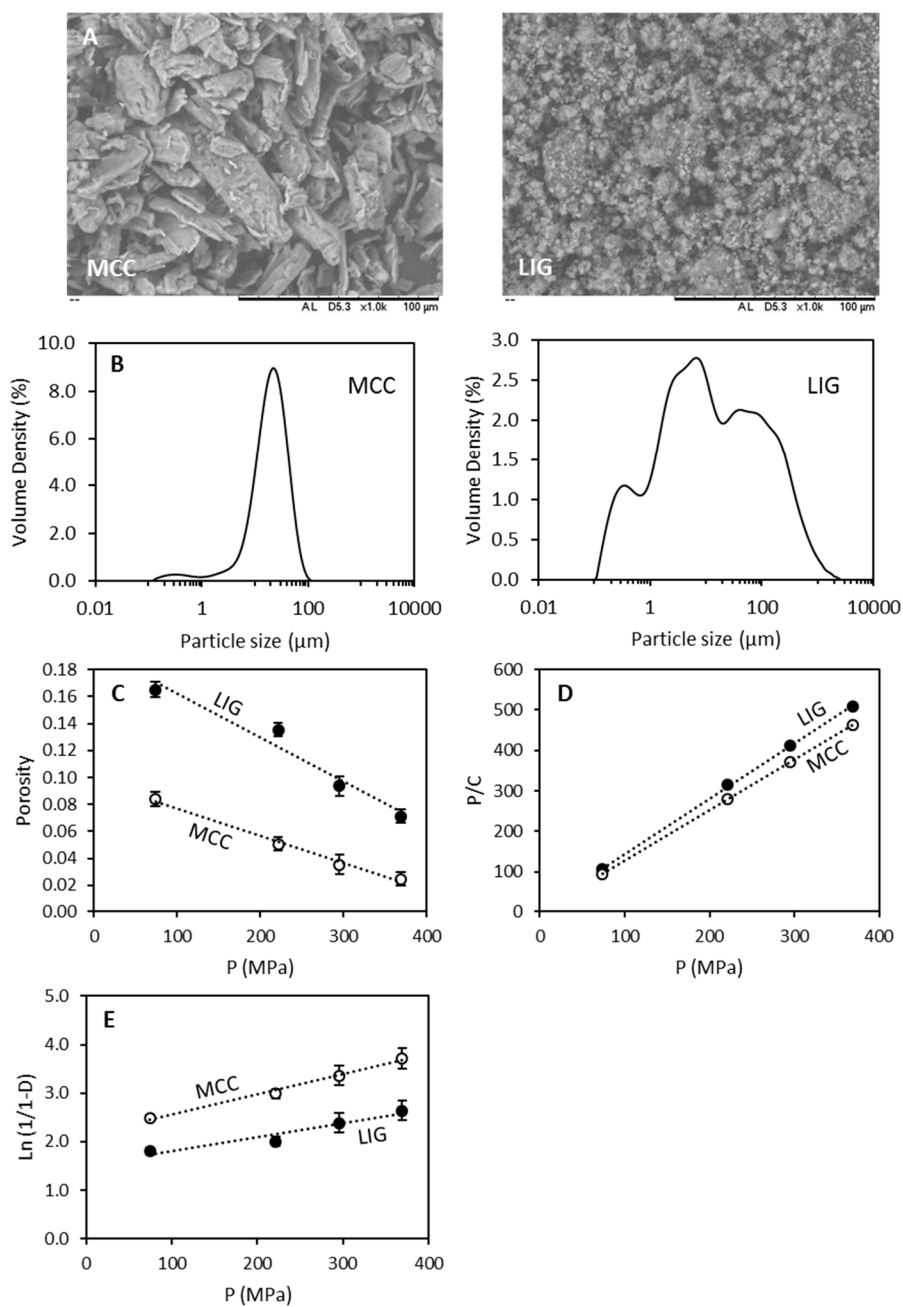 A
MCC
AL D5.3 x1.0k 100 µm
LIG
AL D5.3 x1.0k 100 µm
B
MCC
Volume Density (%)
10.0
8.0
6.0
4.0
2.0
0.0
0.01 1 100 10000
Particle size (µm)
LIG
Volume Density (%)
3.0
2.5
2.0
1.5
1.0
0.5
0.0
0.01 1 100 10000
Particle size (µm)
C
LIG
MCC
Porosity
0.18
0.16
0.14
0.12
0.10
0.08
0.06
0.04
0.02
0.00
0 100 200 300 400
P (MPa)
D
LIG
MCC
P/C
600
500
400
300
200
100
0
0 100 200 300 400
P (MPa)
E
MCC
LIG
Ln (1/1-D)
5.0
4.0
3.0
2.0
1.0
0.0
0 100 200 300 400
P (MPa)